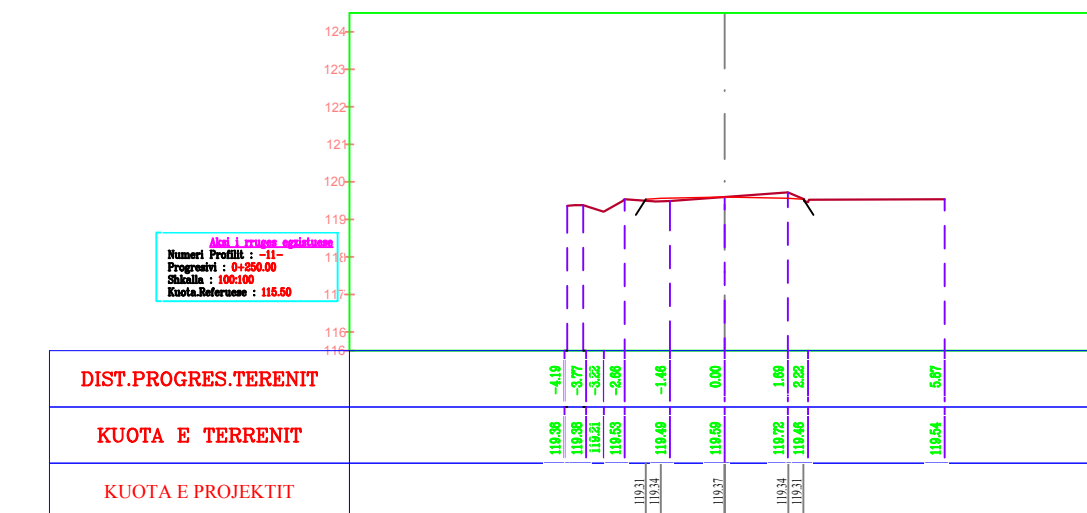 124
123
122
121
120
119
118
117
116
115
Aksi i rruges egzistuese
Numeri Profilit : -11-
Progresivi : 0+250.00
Shkalla : 100:100
Kuota.Referuese : 115.50
DIST.PROGRES.TERENIT -4.19 -3.77 -3.22 -2.66 -1.46 0.00 1.69 2.22 5.87
KUOTA E TERRENIT 119.36 119.38 119.21 119.53 119.49 119.59 119.72 119.46 119.54
KUOTA E PROJEKTIT 119.31 119.34 119.37 119.34 119.31